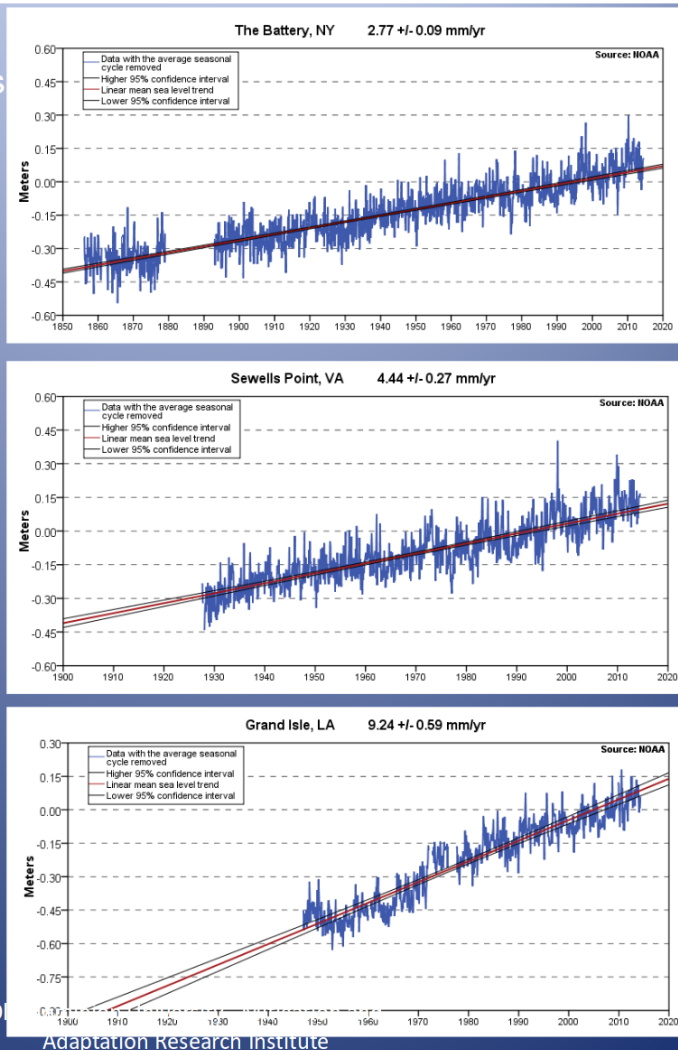 The Battery, NY 2.77 +/- 0.09 mm/yr
Source: NOAA
Data with the average seasonal
cycle removed
Higher 95% confidence interval
Linear mean sea level trend
Lower 95% confidence interval
Meters
0.60
0.45
0.30
0.15
0.00
-0.15
-0.30
-0.45
-0.60
1850 1860 1870 1880 1890 1900 1910 1920 1930 1940 1950 1960 1970 1980 1990 2000 2010 2020
Sewells Point, VA 4.44 +/- 0.27 mm/yr
Source: NOAA
Data with the average seasonal
cycle removed
Higher 95% confidence interval
Linear mean sea level trend
Lower 95% confidence interval
0.60
0.45
0.30
0.15
0.00
-0.15
-0.30
-0.45
-0.60
1900 1910 1920 1930 1940 1950 1960 1970 1980 1990 2000 2010 2020
Grand Isle, LA 9.24 +/- 0.59 mm/yr
Source: NOAA
Data with the average seasonal
cycle removed
Higher 95% confidence interval
Linear mean sea level trend
Lower 95% confidence interval
Meters
0.30
0.15
0.00
-0.15
-0.30
-0.45
-0.60
-0.75
-0.90
1900 1910 1920 1930 1940 1950 1960 1970 1980 1990 2000 2010 2020
Adaptation Research Institute